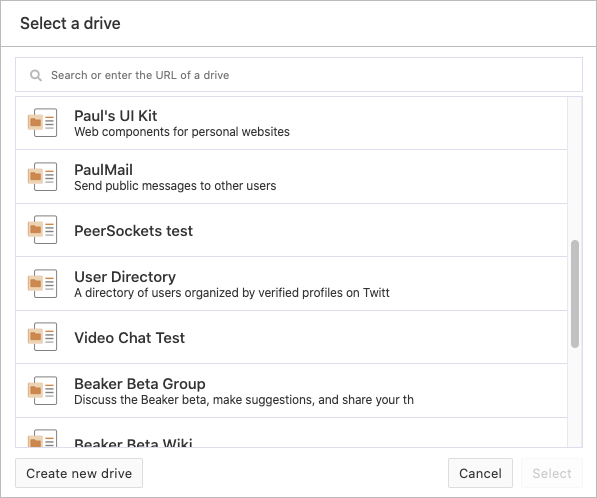 Select a drive
Search or enter the URL of a drive
Paul's UI Kit
Web components for personal websites
PaulMail
Send public messages to other users
PeerSockets test
User Directory
A directory of users organized by verified profiles on Twitt
Video Chat Test
Beaker Beta Group
Discuss the Beaker beta, make suggestions, and share your th
Beaker Beta Wiki
Create new drive
Cancel
Select